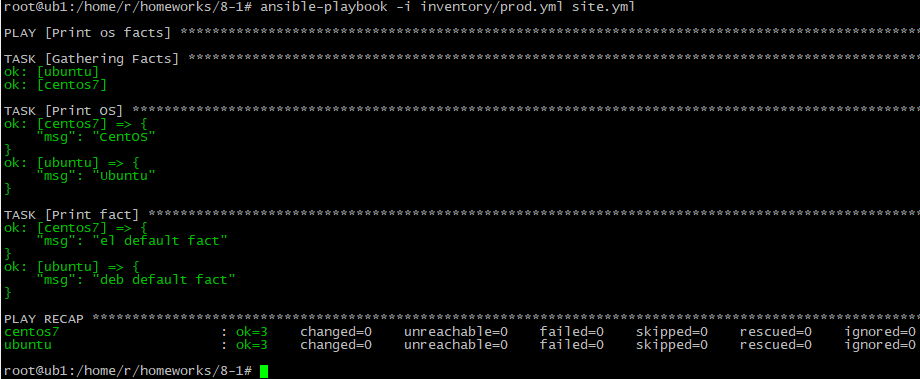 root@ub1:/home/r/homeworks/8-1# ansible-playbook -i inventory/prod.yml site.yml
PLAY [Print os facts] ********************************************************************************************
TASK [Gathering Facts] *******************************************************************************************
ok: [ubuntu]
ok: [centos7]
TASK [Print OS] **************************************************************************************************
ok: [centos7] => {
    "msg": "CentOS"
}
ok: [ubuntu] => {
    "msg": "Ubuntu"
}
TASK [Print fact] ************************************************************************************************
ok: [centos7] => {
    "msg": "el default fact"
}
ok: [ubuntu] => {
    "msg": "deb default fact"
}
PLAY RECAP *******************************************************************************************************
centos7                    : ok=3    changed=0    unreachable=0    failed=0    skipped=0    rescued=0    ignored=0
ubuntu                     : ok=3    changed=0    unreachable=0    failed=0    skipped=0    rescued=0    ignored=0
root@ub1:/home/r/homeworks/8-1#